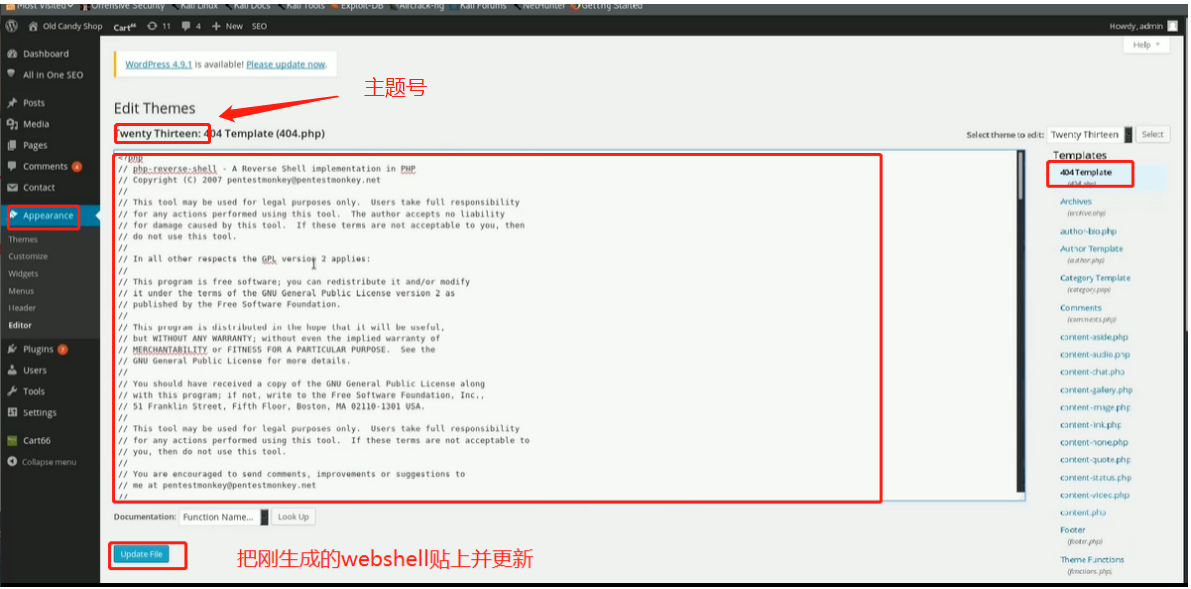 Most Visited
Offensive Security
Kali Linux
Kali Docs
Kali Tools
Exploit-DB
Aircrack-ng
Kali Forums
NetHunter
Getting Started
Old Candy Shop
Cart66
11
4
+ New
SEO
Howdy, admin
Help
Dashboard
All in One SEO
Posts
Media
Pages
Comments
Contact
Appearance
Themes
Customize
Widgets
Menus
Header
Editor
Plugins
Users
Tools
Settings
Cart66
Collapse menu
WordPress 4.9.1 is available! Please update now.
主题号
Edit Themes
Twenty Thirteen: 404 Template (404.php)
Select theme to edit: Twenty Thirteen
Select
<?php
// php-reverse-shell - A Reverse Shell implementation in PHP
// Copyright (C) 2007 pentestmonkey@pentestmonkey.net
//
// This tool may be used for legal purposes only. Users take full responsibility
// for any actions performed using this tool. The author accepts no liability
// for damage caused by this tool. If these terms are not acceptable to you, then
// do not use this tool.
//
// In all other respects the GPL version 2 applies:
//
// This program is free software; you can redistribute it and/or modify
// it under the terms of the GNU General Public License version 2 as
// published by the Free Software Foundation.
//
// This program is distributed in the hope that it will be useful,
// but WITHOUT ANY WARRANTY; without even the implied warranty of
// MERCHANTABILITY or FITNESS FOR A PARTICULAR PURPOSE. See the
// GNU General Public License for more details.
//
// You should have received a copy of the GNU General Public License along
// with this program; if not, write to the Free Software Foundation, Inc.,
// 51 Franklin Street, Fifth Floor, Boston, MA 02110-1301 USA.
//
// This tool may be used for legal purposes only. Users take full responsibility
// for any actions performed using this tool. If these terms are not acceptable to
// you, then do not use this tool.
//
// You are encouraged to send comments, improvements or suggestions to
// me at pentestmonkey@pentestmonkey.net
//
Templates
404 Template
(404.php)
Archives
(archive.php)
author-bio.php
Author Template
(author.php)
Category Template
(category.php)
Comments
(comments.php)
content-aside.php
content-audio.php
content-chat.php
content-gallery.php
content-image.php
content-link.php
content-none.php
content-quote.php
content-status.php
content-video.php
content.php
Footer
(footer.php)
Theme Functions
(functions.php)
Documentation: Function Name...
Look Up
Update File
把刚生成的webshell贴上并更新